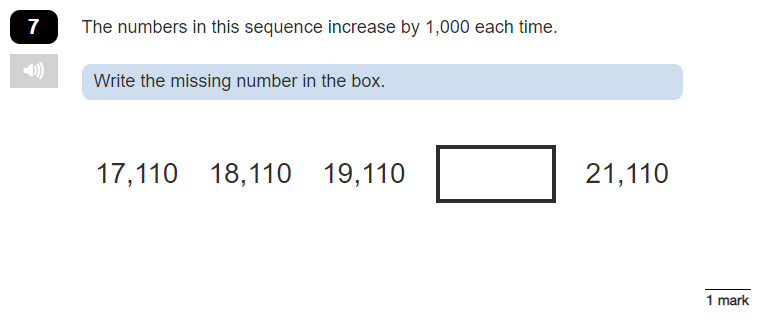 7 The numbers in this sequence increase by 1,000 each time.
Write the missing number in the box.
17,110 18,110 19,110 21,110
1 mark